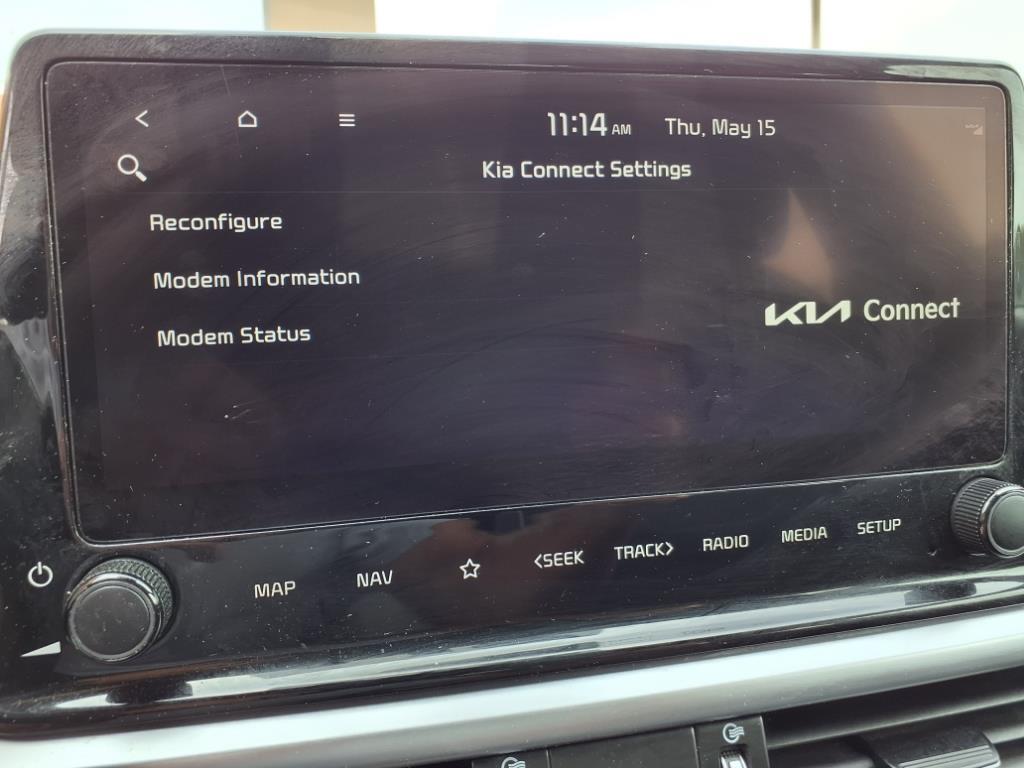 11:14 AM Thu, May 15
Kia Connect Settings
Reconfigure
Modem Information
Modem Status
KIA Connect
MAP NAV <SEEK TRACK> RADIO MEDIA SETUP